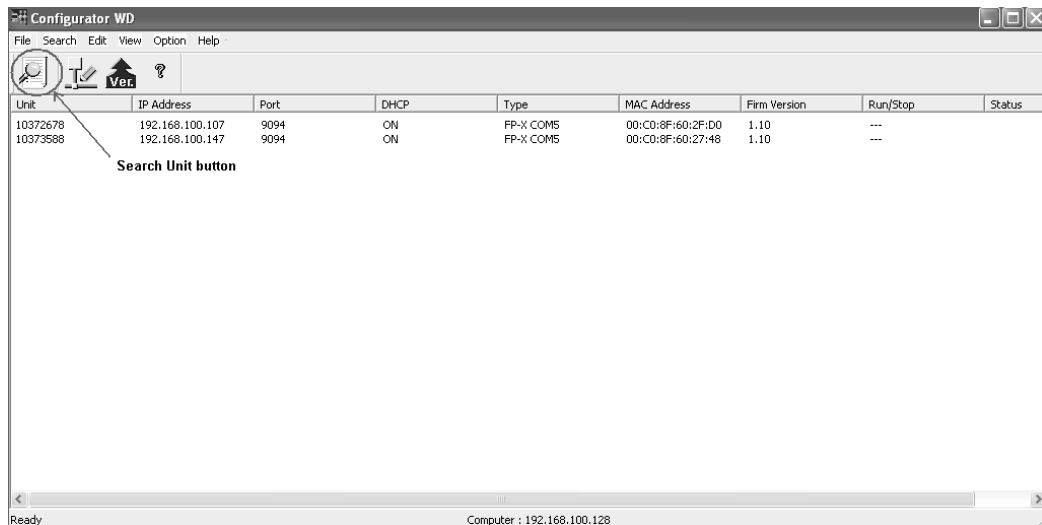 Configurator WD
File Search Edit View Option Help
Ver. ?
Unit IP Address Port DHCP Type MAC Address Firm Version Run/Stop Status
10372678 192.168.100.107 9094 ON FP-X COM5 00:C0:8F:60:2F:D0 1.10 ---
10373588 192.168.100.147 9094 ON FP-X COM5 00:C0:8F:60:27:48 1.10 ---
Search Unit button
Ready Computer : 192.168.100.128